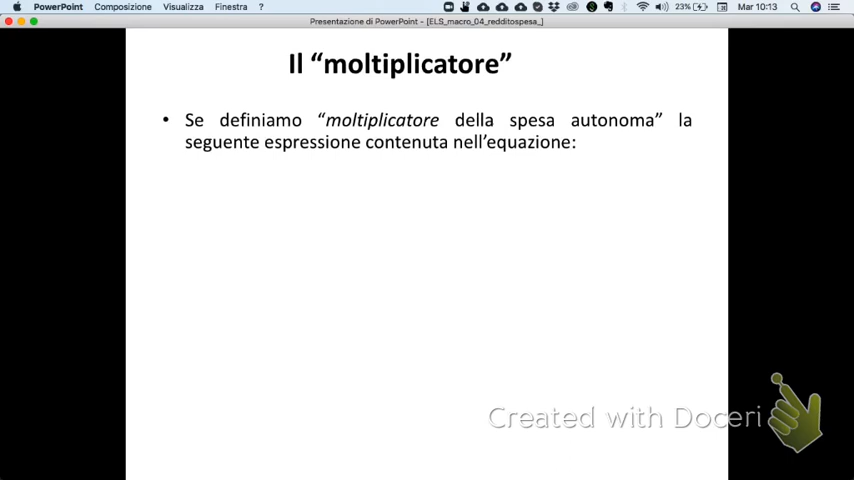 PowerPoint Composizione Visualizza Finestra ? 23% Mar 10:13
Presentazione di PowerPoint - [ELS_macro_04_redditospesa_]
Il “moltiplicatore”
• Se definiamo “moltiplicatore della spesa autonoma” la
seguente espressione contenuta nell’equazione:
Created with Doceri